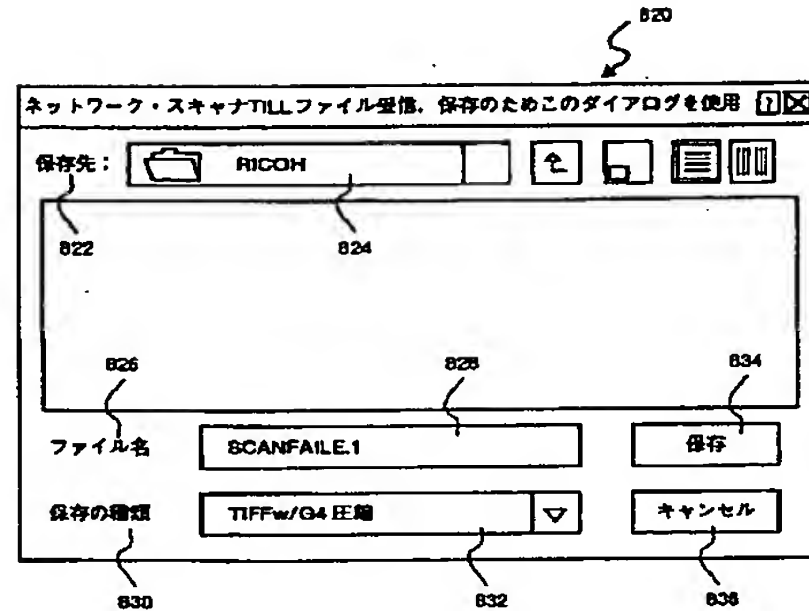 820
ネットワーク・スキャナTILLファイル受信，保存のためこのダイアログを使用 ?
保存先： RICOH
822 824
826 828 834
ファイル名 SCANFAILE.1 保存
保存の種類 TIFFw/G4 圧縮 キャンセル
830 832 836